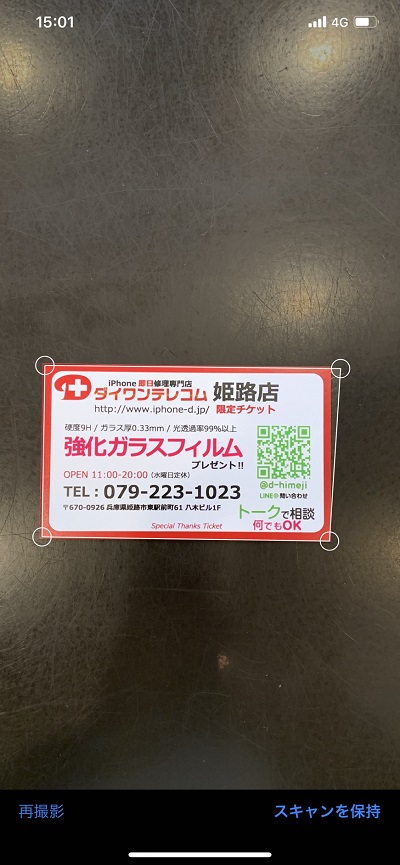 15:01
4G
iPhone 即日修理専門店
ダイワンテレコム 姫路店
http://www.iphone-d.jp/ 限定チケット
硬度9H / ガラス厚0.33mm / 光透過率99%以上
強化ガラスフィルム
プレゼント!!
OPEN 11:00-20:00 (水曜日定休)
TEL : 079-223-1023
〒670-0926 兵庫県姫路市東駅前町61 八木ビル1F
Special Thanks Ticket
@d-himeji
LINE@問い合わせ
トークで相談
何でもOK
再撮影
スキャンを保持